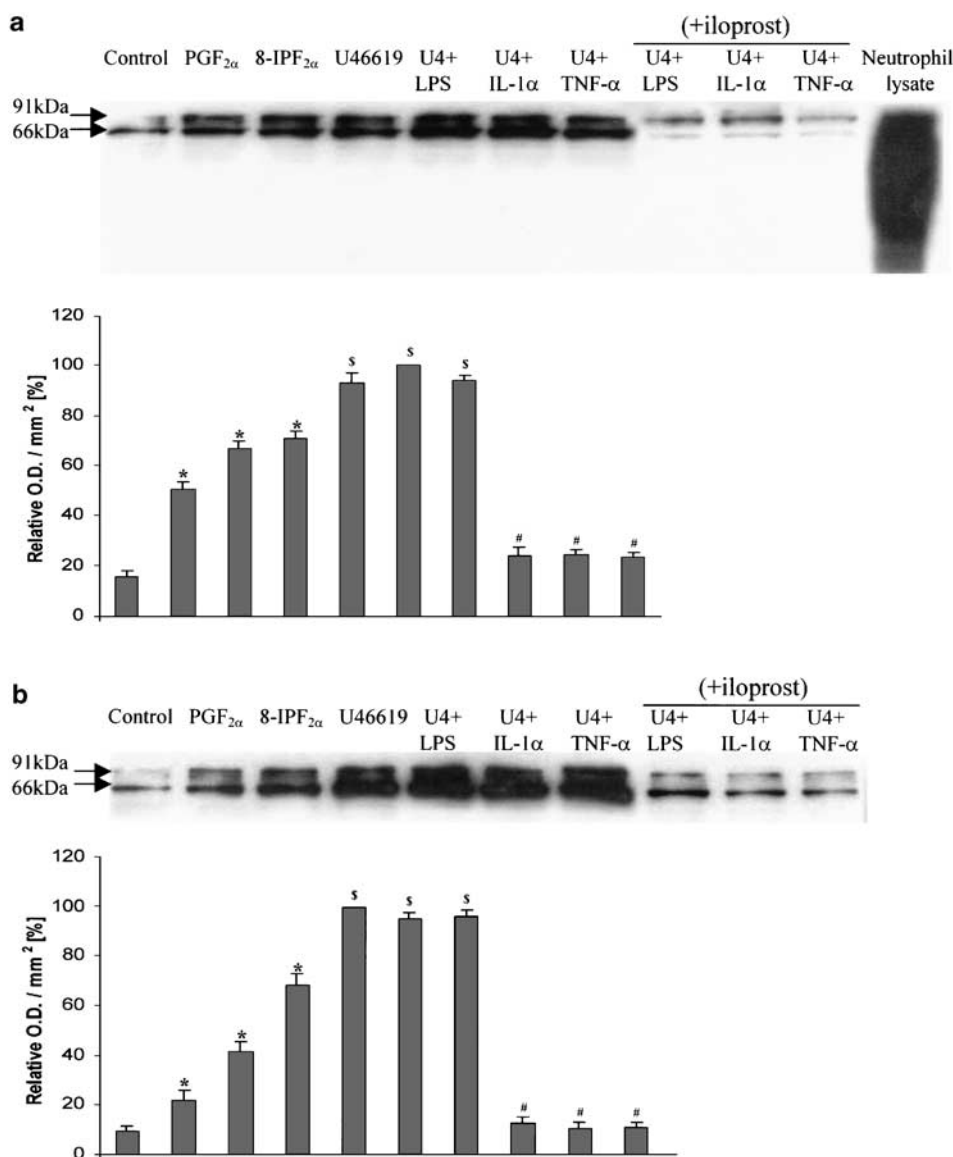 a
(+iloprost)
Control PGF2α 8-IPF2α U46619 U4+ LPS U4+ IL-1α U4+ TNF-α U4+ LPS U4+ IL-1α U4+ TNF-α Neutrophil lysate
91kDa
66kDa
120
100
80
60
40
20
0
Relative O.D. / mm2 [%]
* * * $ $ $ # # #
b
(+iloprost)
Control PGF2α 8-IPF2α U46619 U4+ LPS U4+ IL-1α U4+ TNF-α U4+ LPS U4+ IL-1α U4+ TNF-α
91kDa
66kDa
120
100
80
60
40
20
0
Relative O.D. / mm2 [%]
* * * $ $ $ # # #